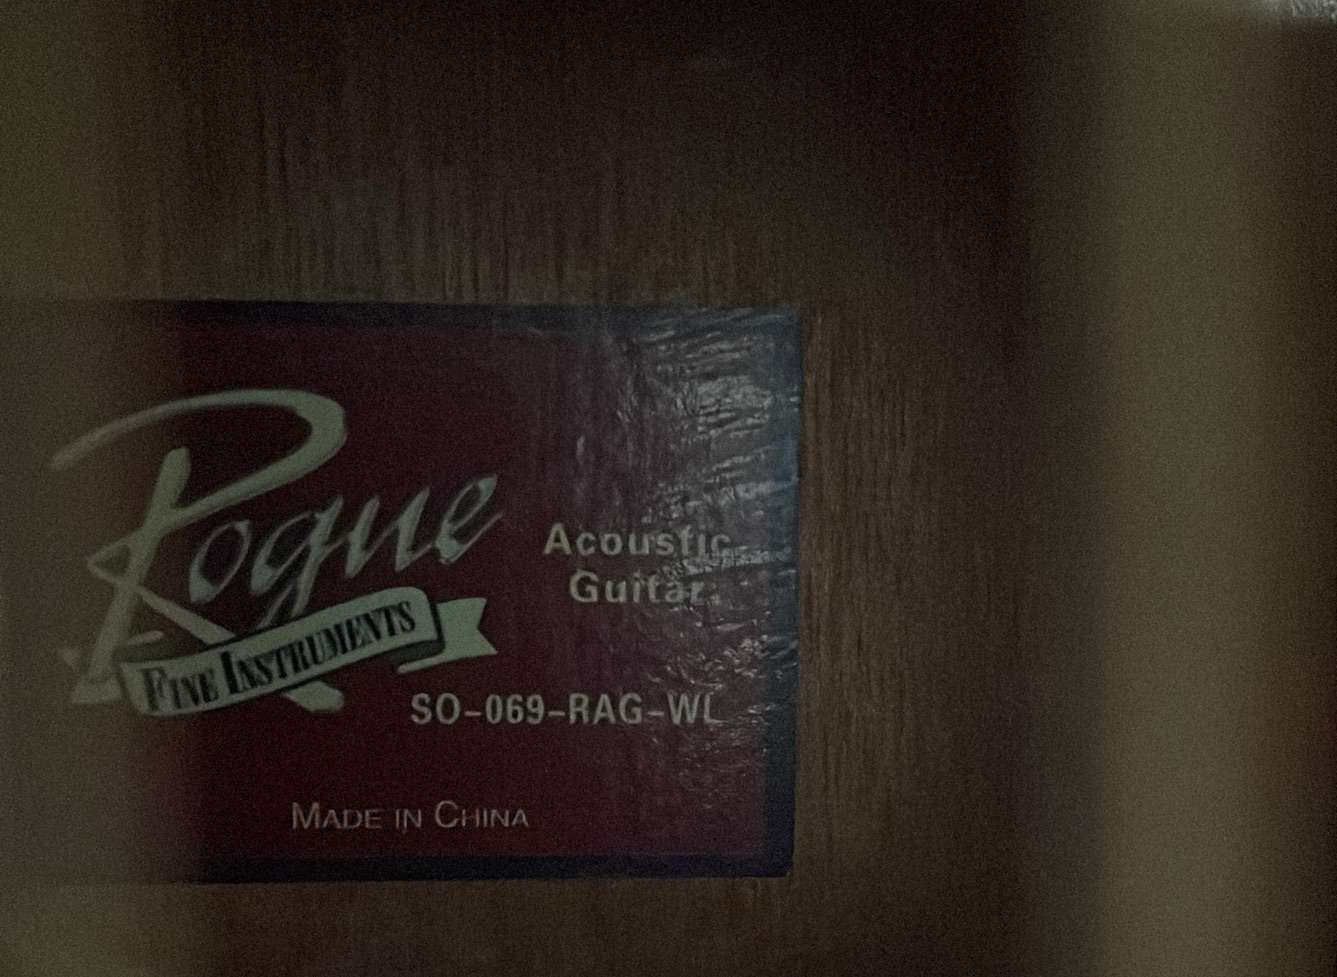 Rogue
FINE INSTRUMENTS
Acoustic
Guitar
SO-069-RAG-WL
MADE IN CHINA